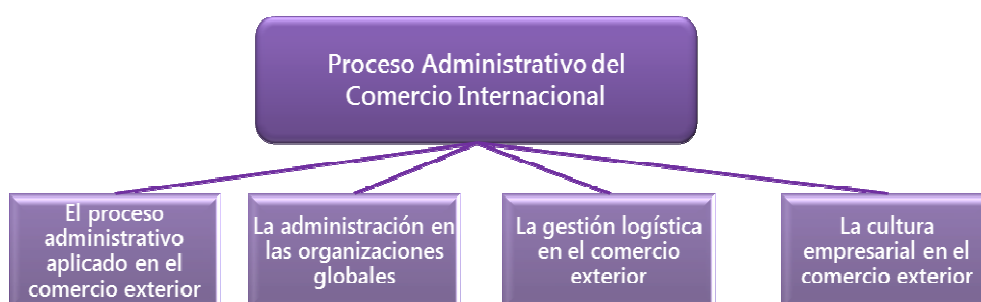 Proceso Administrativo del
Comercio Internacional
El proceso
administrativo
aplicado en el
comercio exterior
La administración en
las organizaciones
globales
La gestión logística
en el comercio
exterior
La cultura
empresarial en el
comercio exterior